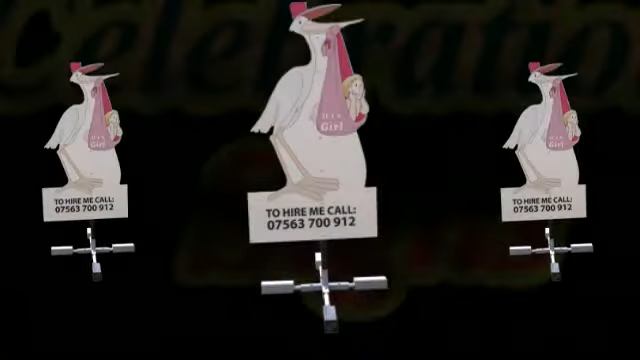 Celebratio
IT'S A
Girl
TO HIRE ME CALL:
07563 700 912
IT'S A
Girl
TO HIRE ME CALL:
07563 700 912
IT'S A
Girl
TO HIRE ME CALL:
07563 700 912